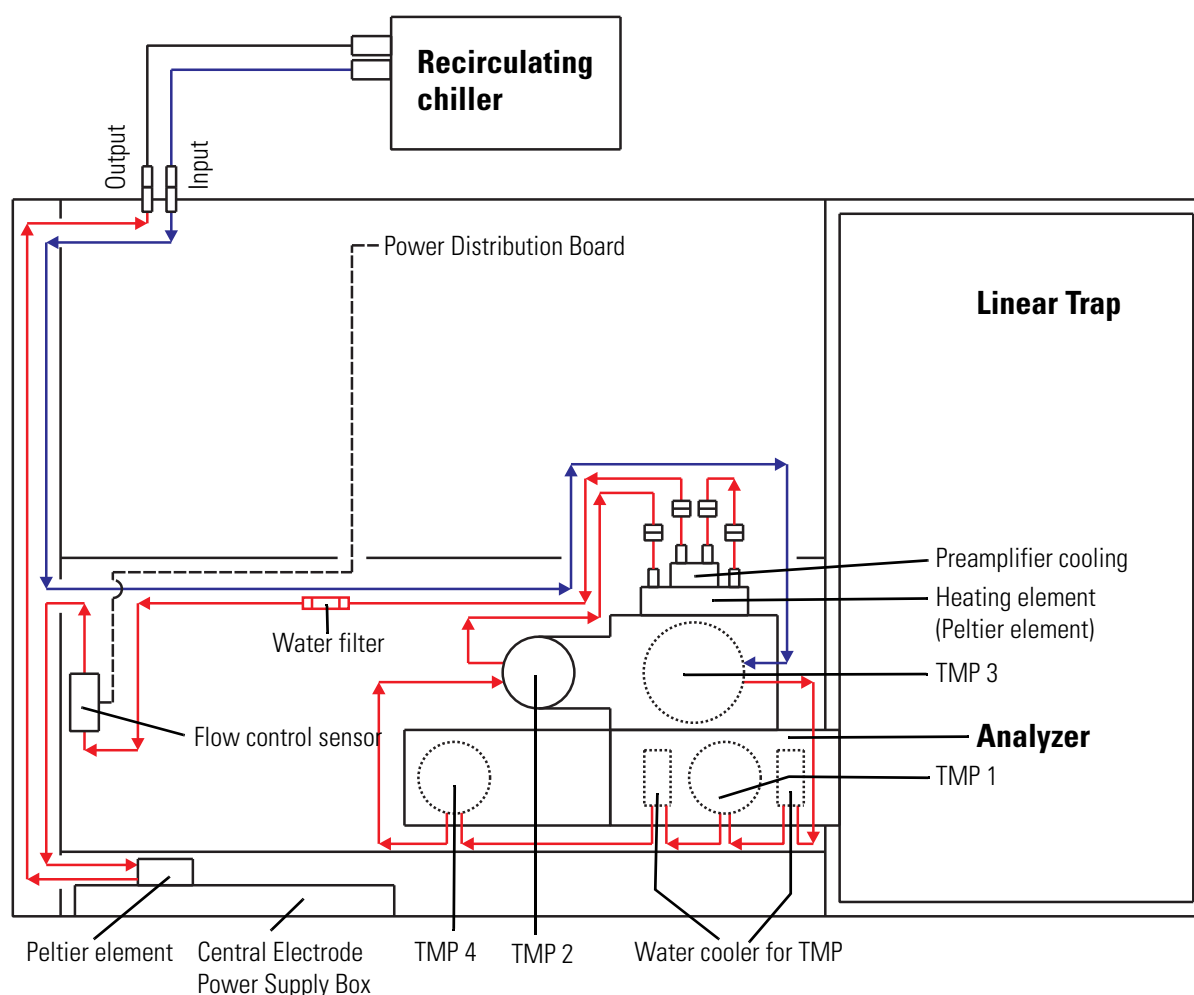 Recirculating
chiller
Output
Input
Power Distribution Board
Linear Trap
Preamplifier cooling
Heating element
(Peltier element)
Water filter
TMP 3
Flow control sensor
Analyzer
TMP 1
Peltier element
Central Electrode
Power Supply Box
TMP 4
TMP 2
Water cooler for TMP